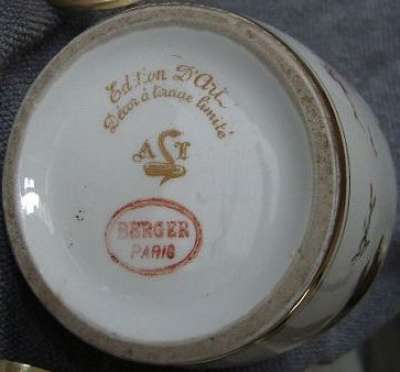 Edition D'Art
Décor à tirage limité
BERGER
PARIS